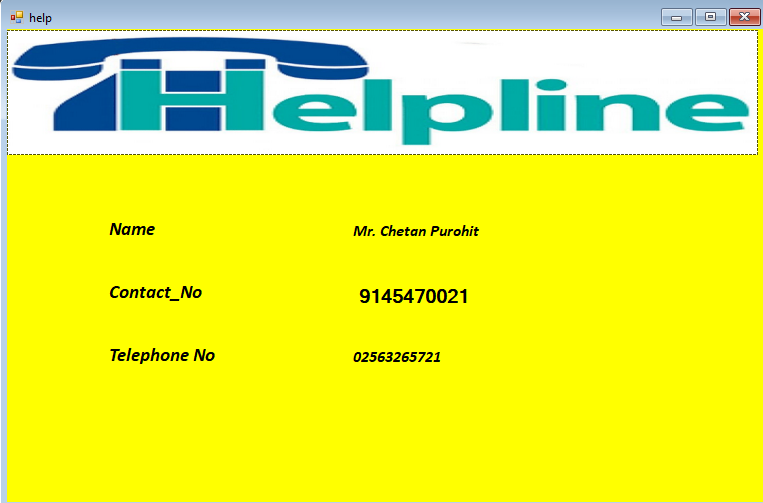 help
Helpline
Name Mr. Chetan Purohit
Contact_No 9145470021
Telephone No 02563265721